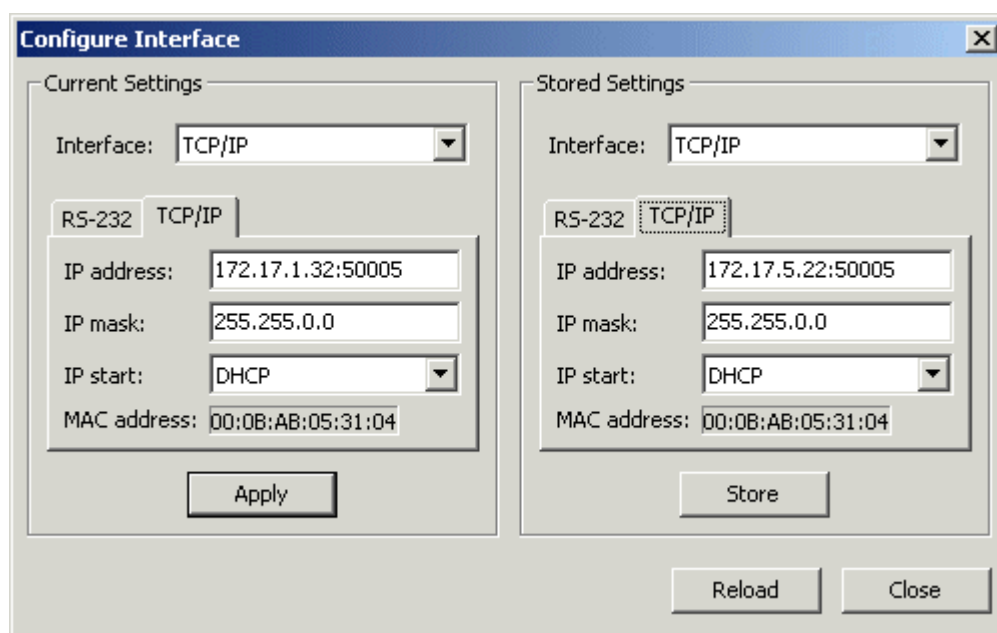 Configure Interface
Current Settings
Interface: TCP/IP
RS-232 TCP/IP
IP address: 172.17.1.32:50005
IP mask: 255.255.0.0
IP start: DHCP
MAC address: 00:0B:AB:05:31:04
Apply
Stored Settings
Interface: TCP/IP
RS-232 TCP/IP
IP address: 172.17.5.22:50005
IP mask: 255.255.0.0
IP start: DHCP
MAC address: 00:0B:AB:05:31:04
Store
Reload Close